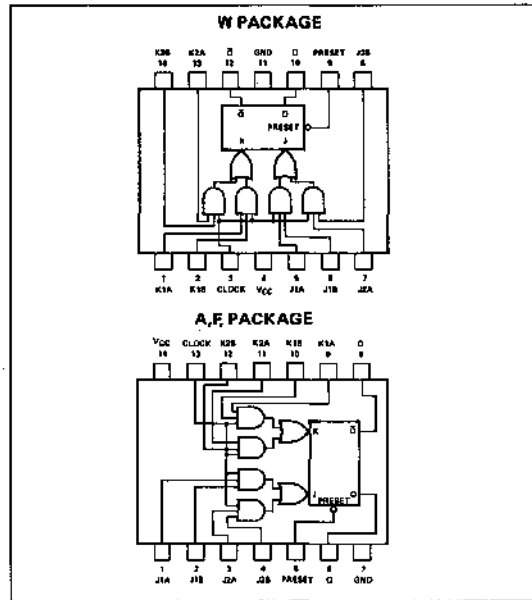 W PACKAGE
K2B K2A Q̅ GND Q PRESET J2B
14 13 12 11 10 9 8
Q̅ Q
PRESET
K J
1 2 3 4 5 6 7
K1A K1B CLOCK VCC J1A J1B J2A
A,F, PACKAGE
VCC CLOCK K2B K2A K1B K1A Q̅
14 13 12 11 10 9 8
K Q̅
J Q
PRESET
1 2 3 4 5 6 7
J1A J1B J2A J2B PRESET Q GND